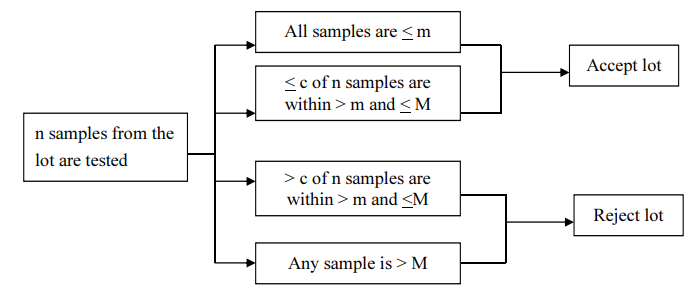 All samples are ≤ m
≤ c of n samples are
within > m and ≤ M
Accept lot
n samples from the
lot are tested
> c of n samples are
within > m and ≤M
Reject lot
Any sample is > M